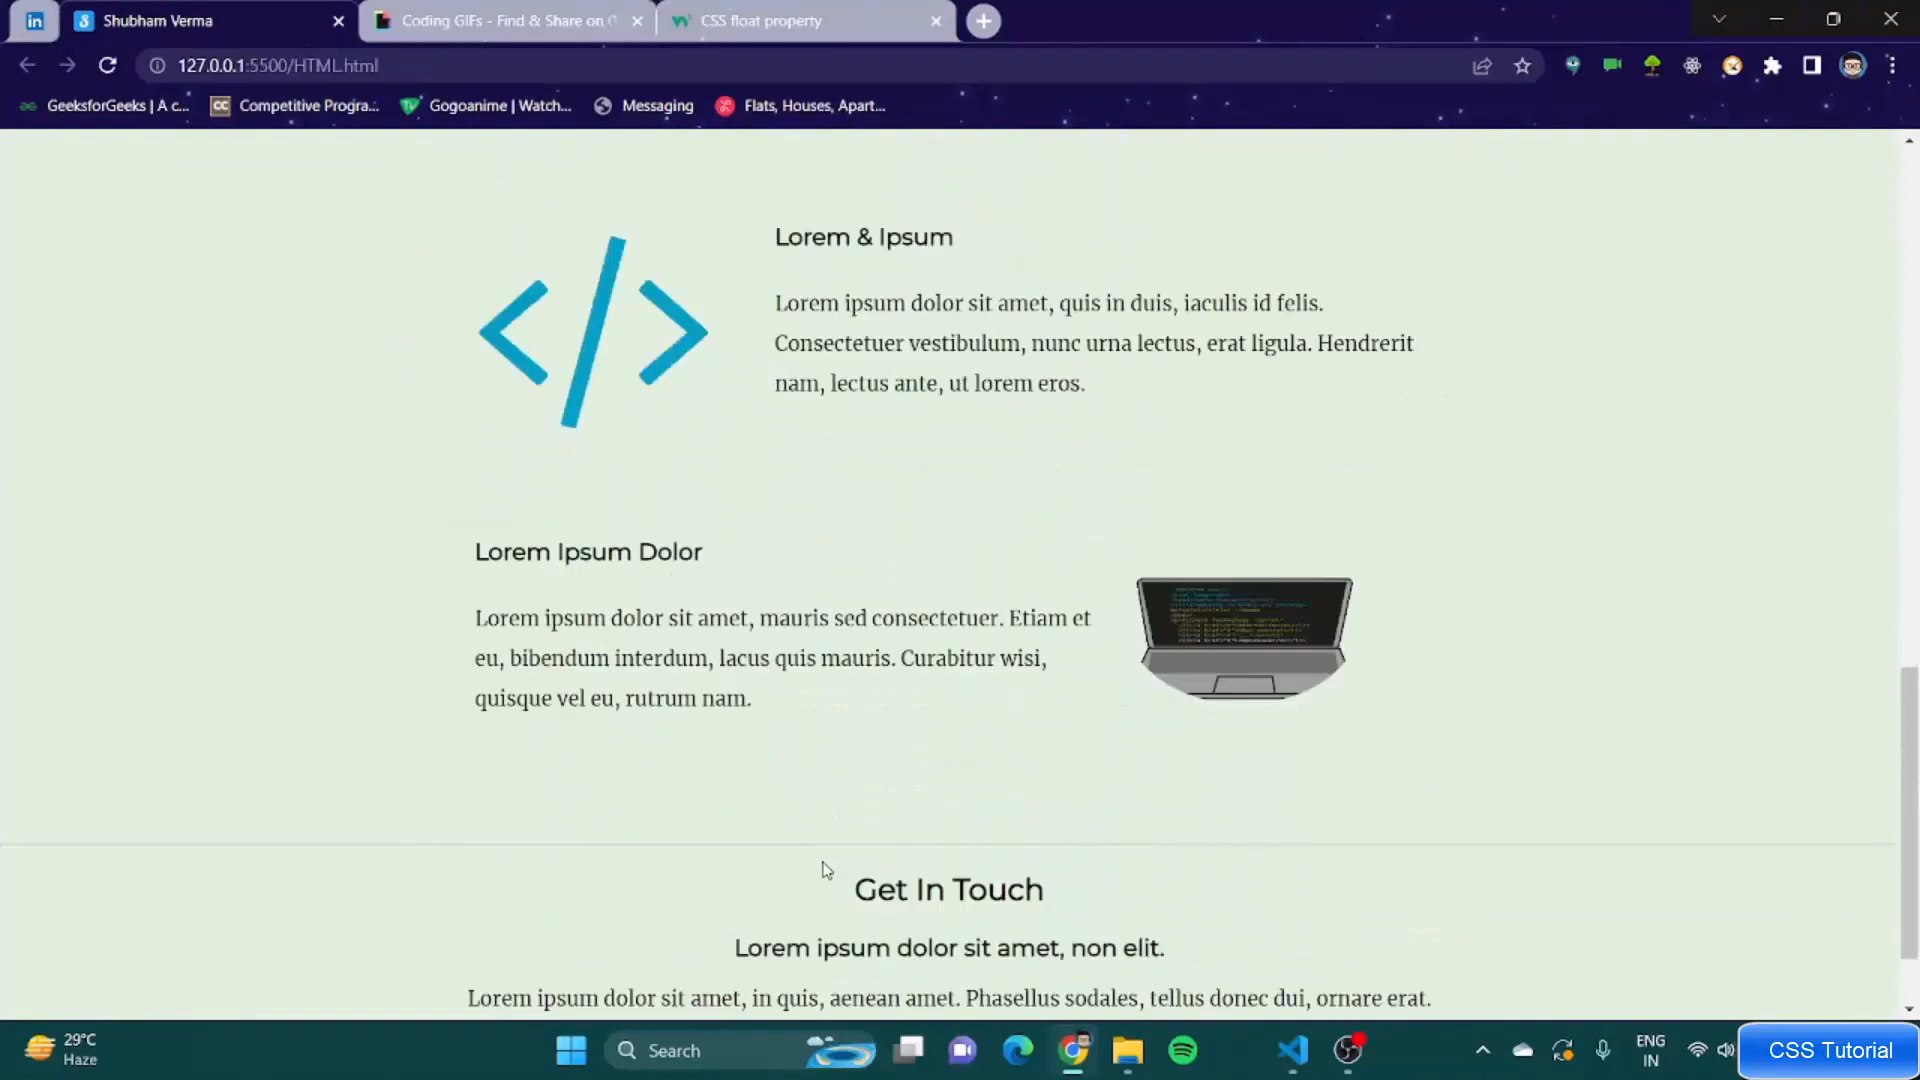 Shubham Verma
Coding GIFs - Find & Share on
CSS float property
127.0.0.1:5500/HTML.html
GeeksforGeeks | A c...
CC
Competitive Progra...
Gogoanime | Watch...
Messaging
Flats, Houses, Apart...
Lorem & Ipsum
Lorem ipsum dolor sit amet, quis in duis, iaculis id felis.
Consectetuer vestibulum, nunc urna lectus, erat ligula. Hendrerit
nam, lectus ante, ut lorem eros.
Lorem Ipsum Dolor
Lorem ipsum dolor sit amet, mauris sed consectetuer. Etiam et
eu, bibendum interdum, lacus quis mauris. Curabitur wisi,
quisque vel eu, rutrum nam.
Get In Touch
Lorem ipsum dolor sit amet, non elit.
Lorem ipsum dolor sit amet, in quis, aenean amet. Phasellus sodales, tellus donec dui, ornare erat.
29°C
Haze
Search
ENG
IN
CSS Tutorial